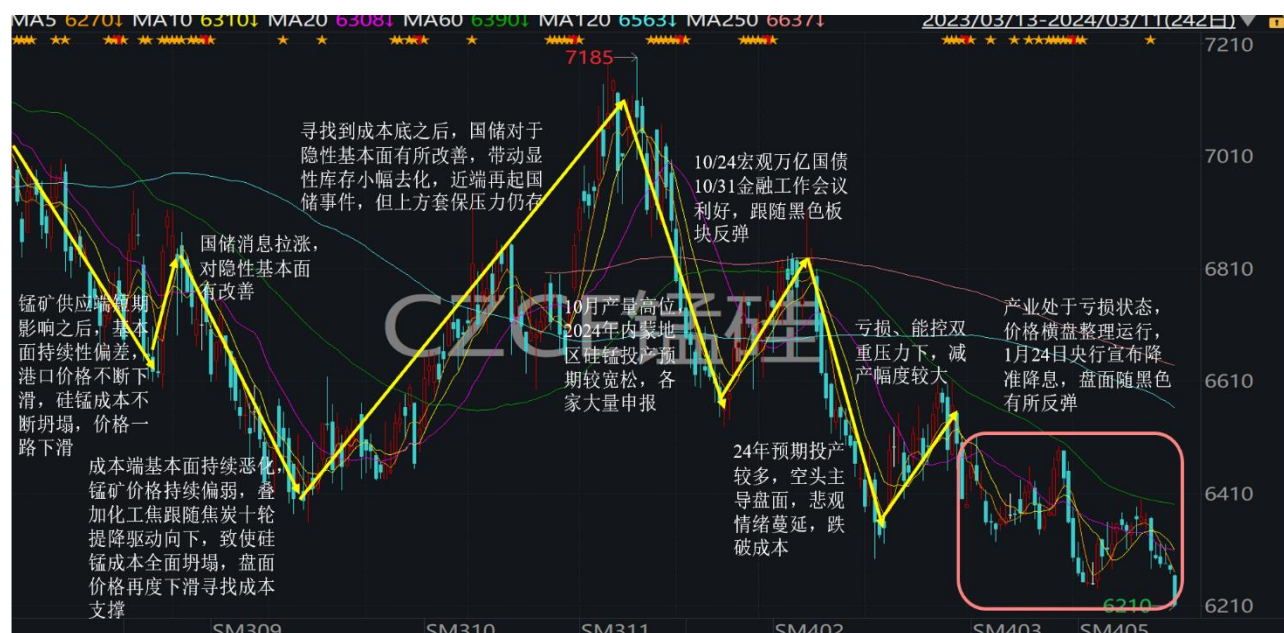 MA5 6270↓ MA10 6310↓ MA20 6308↓ MA60 6390↓ MA120 6563↓ MA250 6637↓ 2023/03/13-2024/03/11(242日)
7210
7185
7010
6810
6610
6410
6210
寻找到成本底之后，国储对于
隐性基本面有所改善，带动显
性库存小幅去化，近端再起国
储事件，但上方套保压力仍存
10/24宏观万亿国债
10/31金融工作会议
利好，跟随黑色板
块反弹
国储消息拉涨，
对隐性基本面
有改善
锰矿供应端短期
影响之后，基本
面持续性偏差，
港口价格不断下
滑，硅锰成本不
断坍塌，价格一
路下滑
10月产量高位，
2024年内蒙地
区硅锰投产预
期较宽松，各
家大量申报
亏损、能控双
重压力下，减
产幅度较大
产业处于亏损状态，
价格横盘整理运行，
1月24日央行宣布降
准降息，盘面随黑色
有所反弹
成本端基本面持续恶化，
锰矿价格持续偏弱，叠
加化工焦跟随焦炭十轮
提降驱动向下，致使硅
锰成本全面坍塌，盘面
价格再度下滑寻找成本
支撑
24年预期投产
较多，空头主
导盘面，悲观
情绪蔓延，跌
破成本
6210
SM309 SM310 SM311 SM402 SM403 SM405